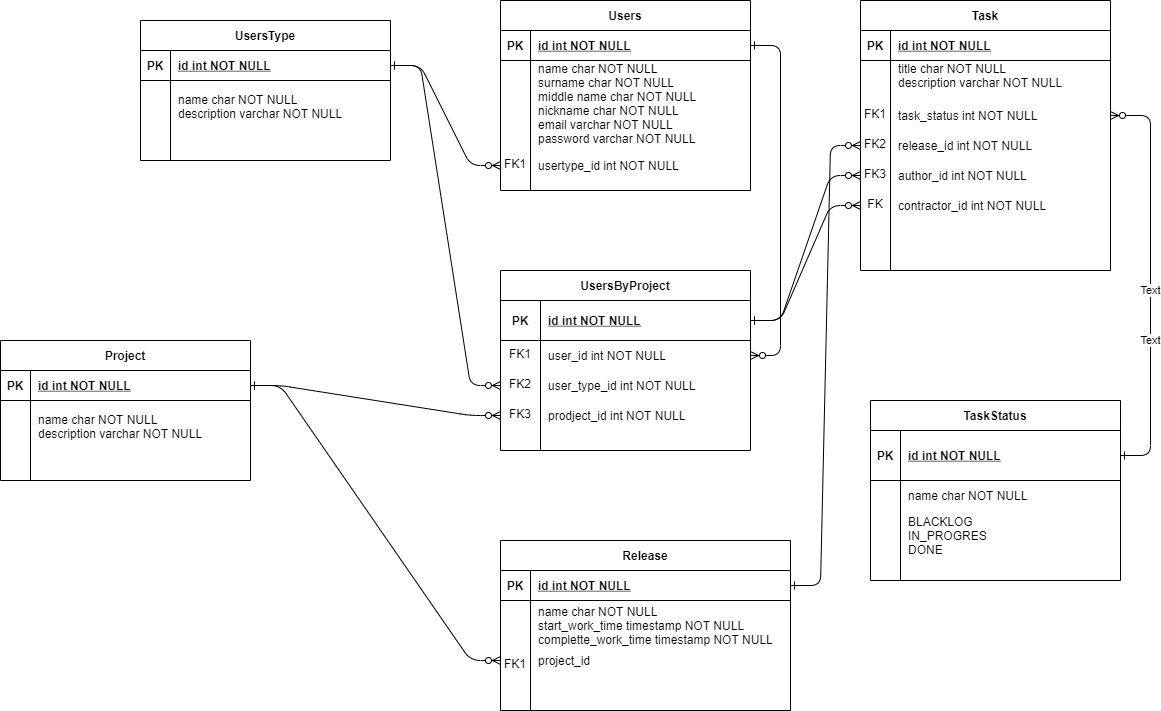 UsersType
PK id int NOT NULL
name char NOT NULL
description varchar NOT NULL
Users
PK id int NOT NULL
name char NOT NULL
surname char NOT NULL
middle name char NOT NULL
nickname char NOT NULL
email varchar NOT NULL
password varchar NOT NULL
FK1 usertype_id int NOT NULL
Task
PK id int NOT NULL
title char NOT NULL
description varchar NOT NULL
FK1 task_status int NOT NULL
FK2 release_id int NOT NULL
FK3 author_id int NOT NULL
FK contractor_id int NOT NULL
Text
Text
UsersByProject
PK id int NOT NULL
FK1 user_id int NOT NULL
FK2 user_type_id int NOT NULL
FK3 prodject_id int NOT NULL
Project
PK id int NOT NULL
name char NOT NULL
description varchar NOT NULL
TaskStatus
PK id int NOT NULL
name char NOT NULL
BLACKLOG
IN_PROGRES
DONE
Release
PK id int NOT NULL
name char NOT NULL
start_work_time timestamp NOT NULL
complette_work_time timestamp NOT NULL
FK1 project_id